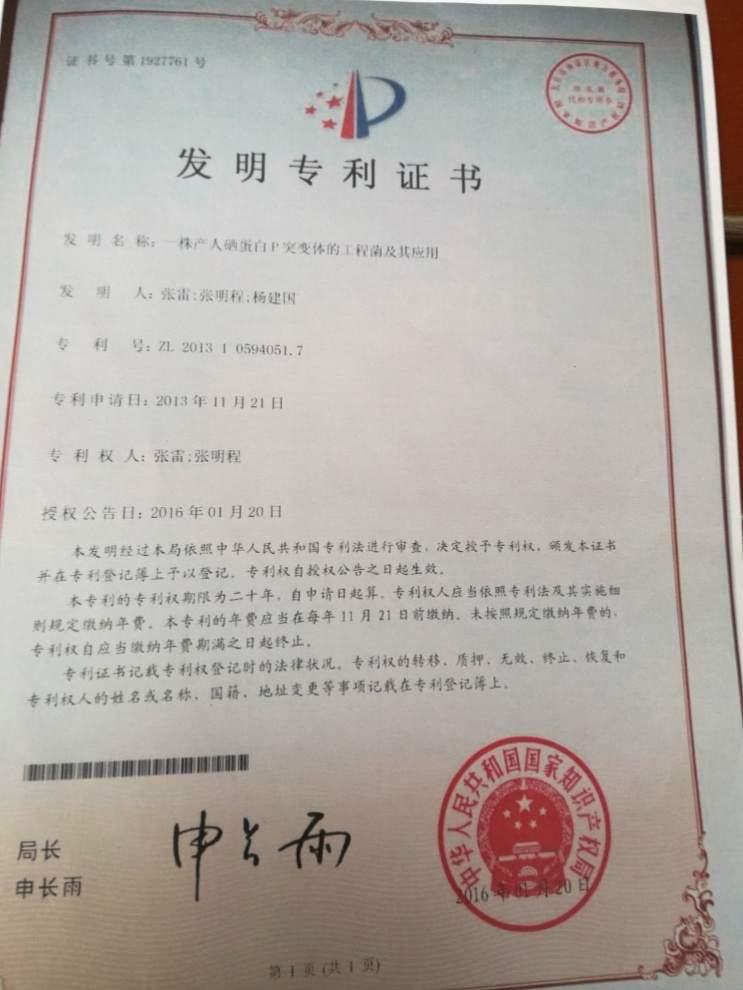 证书号第1927761号
发明专利证书
发明名称：一株产人硒蛋白P突变体的工程菌及其应用
发明人：张雷;张明程;杨建国
专利号：ZL 2013 1 0594051.7
专利申请日：2013年11月21日
专利权人：张雷;张明程
授权公告日：2016年01月20日
本发明经过本局依照中华人民共和国专利法进行审查，决定授予专利权，颁发本证书
并在专利登记簿上予以登记。专利权自授权公告之日起生效。
本专利的专利权期限为二十年，自申请日起算。专利权人应当依照专利法及其实施细
则规定缴纳年费。本专利的年费应当在每年11月21日前缴纳。未按照规定缴纳年费的，
专利权自应当缴纳年费期满之日起终止。
专利证书记载专利权登记时的法律状况。专利权的转移、质押、无效、终止、恢复和
专利权人的姓名或名称、国籍、地址变更等事项记载在专利登记簿上。
局长
申长雨
申长雨
中华人民共和国国家知识产权局
2016年01月20日
第1页(共1页)